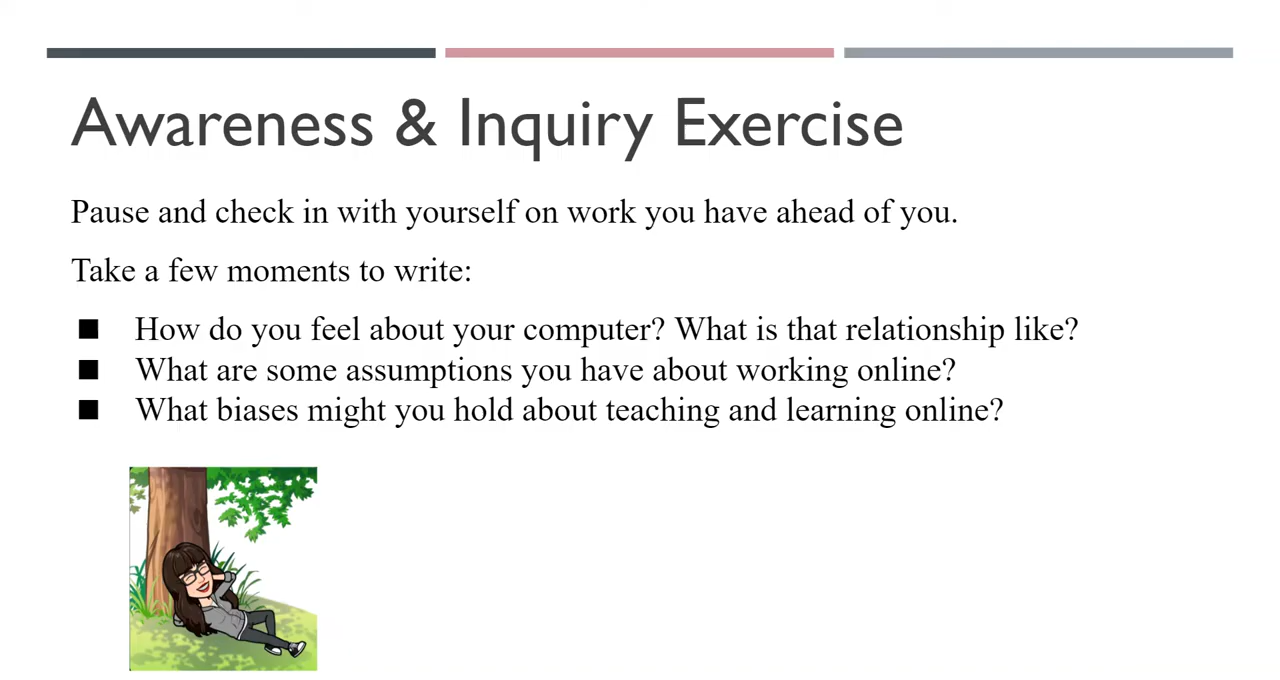 Awareness & Inquiry Exercise
Pause and check in with yourself on work you have ahead of you.
Take a few moments to write:
■ How do you feel about your computer? What is that relationship like?
■ What are some assumptions you have about working online?
■ What biases might you hold about teaching and learning online?